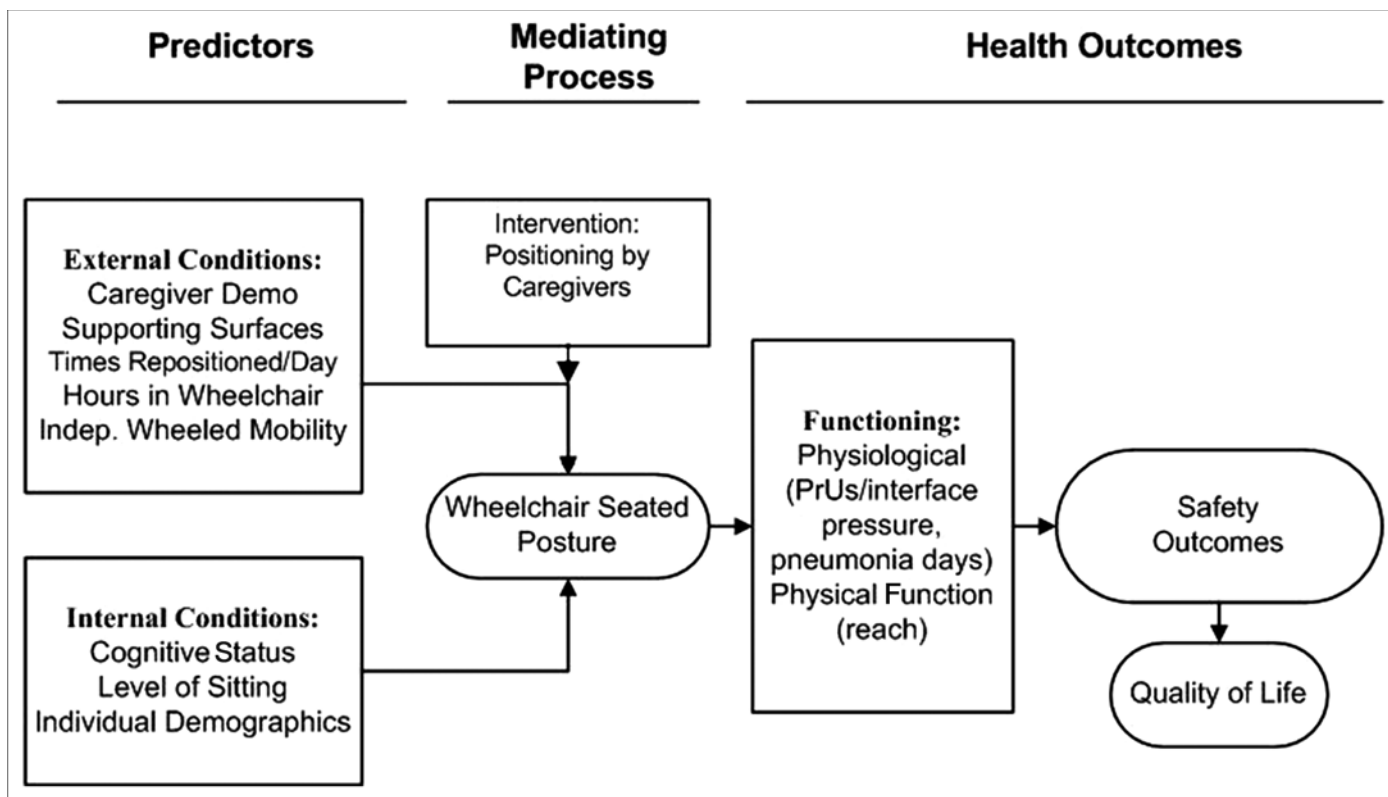 Predictors
Mediating
Process
Health Outcomes
External Conditions:
Caregiver Demo
Supporting Surfaces
Times Repositioned/Day
Hours in Wheelchair
Indep. Wheeled Mobility
Internal Conditions:
Cognitive Status
Level of Sitting
Individual Demographics
Intervention:
Positioning by
Caregivers
Wheelchair Seated
Posture
Functioning:
Physiological
(PrUs/interface
pressure,
pneumonia days)
Physical Function
(reach)
Safety
Outcomes
Quality of Life